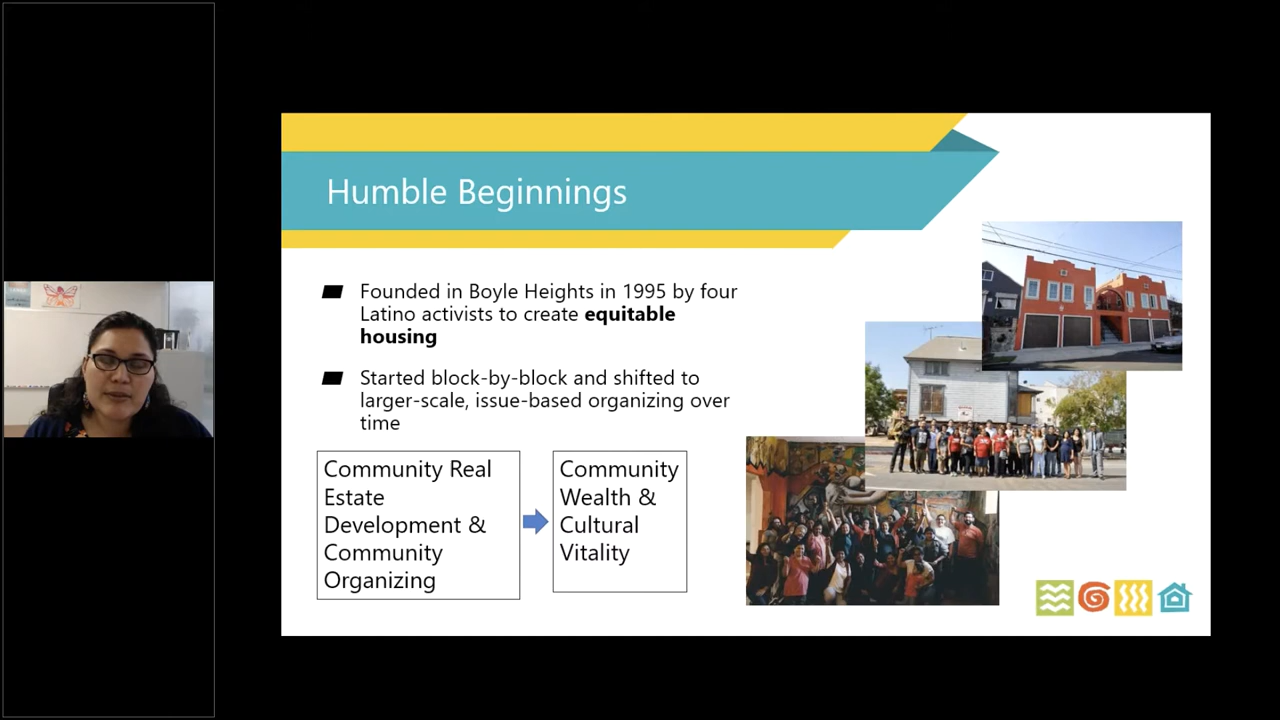 Humble Beginnings
Founded in Boyle Heights in 1995 by four
Latino activists to create equitable
housing
Started block-by-block and shifted to
larger-scale, issue-based organizing over
time
Community Real
Estate
Development &
Community
Organizing
Community
Wealth &
Cultural
Vitality